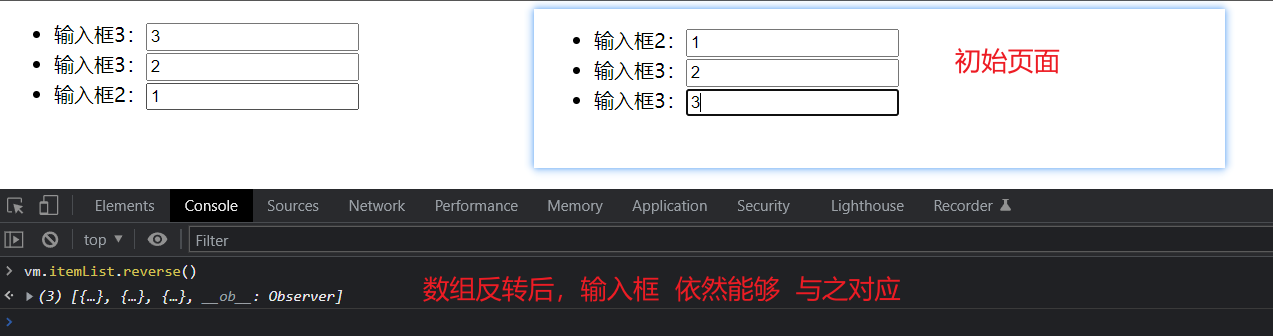 输入框3：3
输入框3：2
输入框2：1
输入框2：1
输入框3：2
输入框3：3
初始页面
Elements Console Sources Network Performance Memory Application Security Lighthouse Recorder
top ▼ Filter
> vm.itemList.reverse()
<· ▶(3) [{…}, {…}, {…}, __ob__: Observer]
数组反转后，输入框 依然能够 与之对应
>